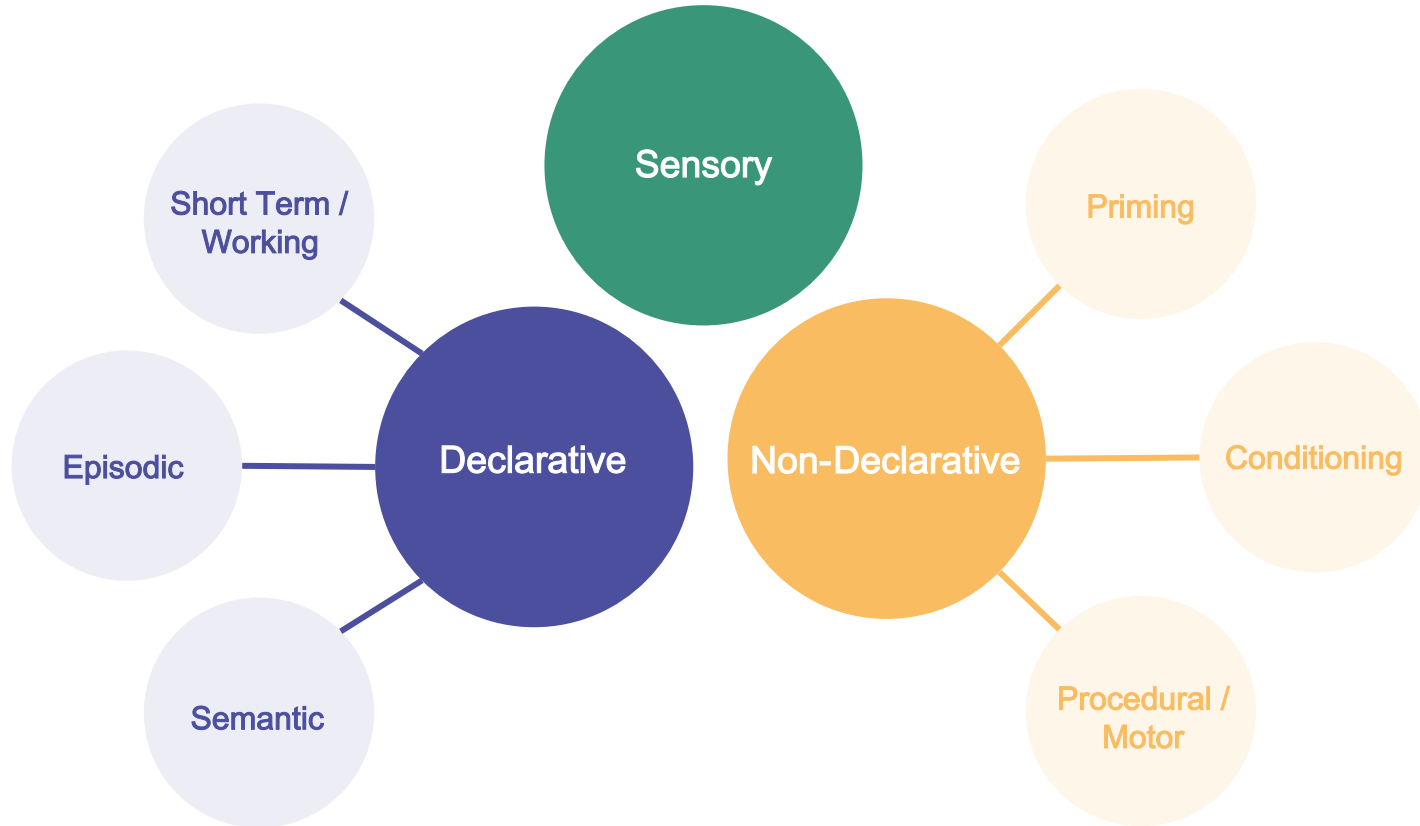 Sensory
Short Term /
Working
Priming
Episodic
Declarative
Non-Declarative
Conditioning
Semantic
Procedural /
Motor